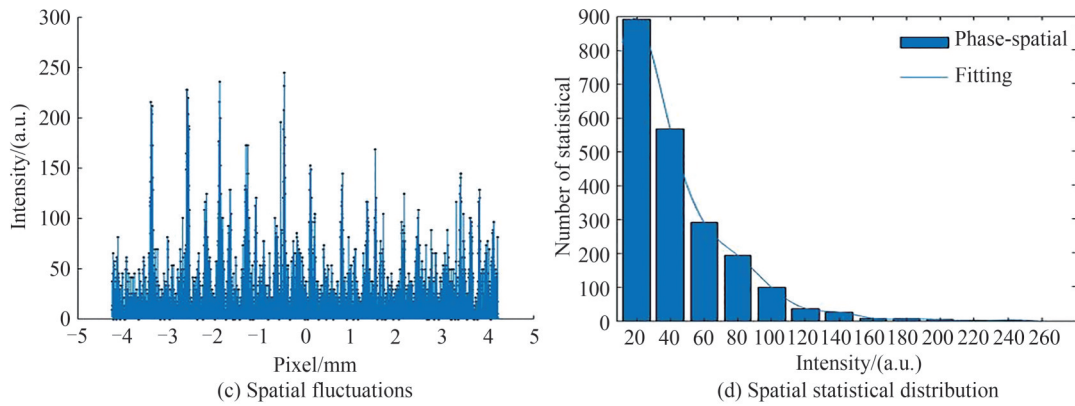 300
250
200
150
100
50
0
Intensity/(a.u.)
−5 −4 −3 −2 −1 0 1 2 3 4 5
Pixel/mm
(c) Spatial fluctuations
900
800
700
600
500
400
300
200
100
0
Number of statistical
Phase-spatial
Fitting
20 40 60 80 100 120 140 160 180 200 220 240 260
Intensity/(a.u.)
(d) Spatial statistical distribution